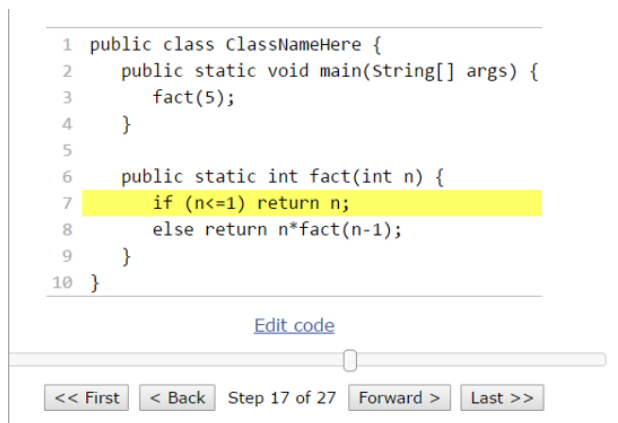 1 public class ClassNameHere {
2 public static void main(String[] args) {
3 fact(5);
4 }
5
6 public static int fact(int n) {
7 if (n<=1) return n;
8 else return n*fact(n-1);
9 }
10 }
Edit code
<< First < Back Step 17 of 27 Forward > Last >>